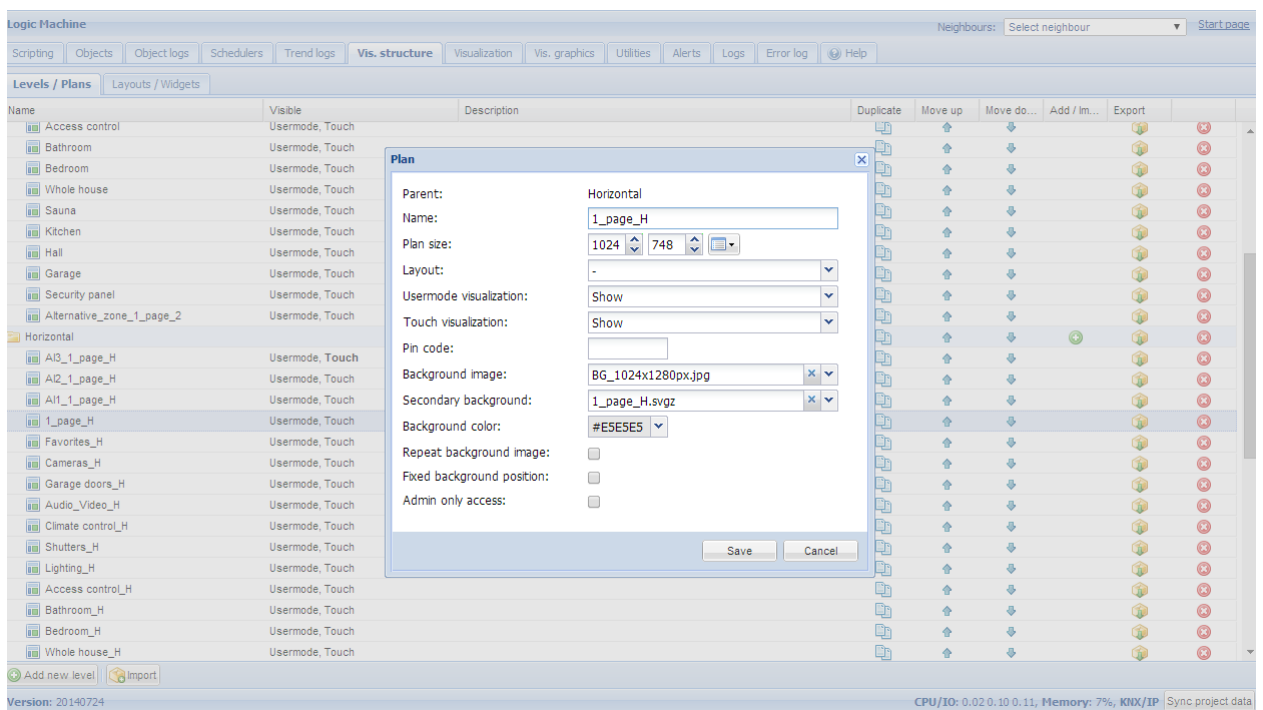 Logic Machine Neighbours: Select neighbour Start page
Scripting Objects Object logs Schedulers Trend logs Vis. structure Visualization Vis. graphics Utilities Alerts Logs Error log Help
Levels / Plans Layouts / Widgets
Name Visible Description Duplicate Move up Move do... Add / Im... Export
Access control Usermode, Touch
Bathroom Usermode, Touch
Bedroom Usermode, Touch
Whole house Usermode, Touch
Sauna Usermode, Touch
Kitchen Usermode, Touch
Hall Usermode, Touch
Garage Usermode, Touch
Security panel Usermode, Touch
Alternative_zone_1_page_2 Usermode, Touch
Horizontal
AI3_1_page_H Usermode, Touch
AI2_1_page_H Usermode, Touch
AI1_1_page_H Usermode, Touch
1_page_H Usermode, Touch
Favorites_H Usermode, Touch
Cameras_H Usermode, Touch
Garage doors_H Usermode, Touch
Audio_Video_H Usermode, Touch
Climate control_H Usermode, Touch
Shutters_H Usermode, Touch
Lighting_H Usermode, Touch
Access control_H Usermode, Touch
Bathroom_H Usermode, Touch
Bedroom_H Usermode, Touch
Whole house_H Usermode, Touch
Plan
Parent: Horizontal
Name: 1_page_H
Plan size: 1024 748
Layout: -
Usermode visualization: Show
Touch visualization: Show
Pin code:
Background image: BG_1024x1280px.jpg
Secondary background: 1_page_H.svgz
Background color: #E5E5E5
Repeat background image:
Fixed background position:
Admin only access:
Save Cancel
Add new level Import
Version: 20140724 CPU/IO: 0.02 0.10 0.11, Memory: 7%, KNX/IP Sync project data